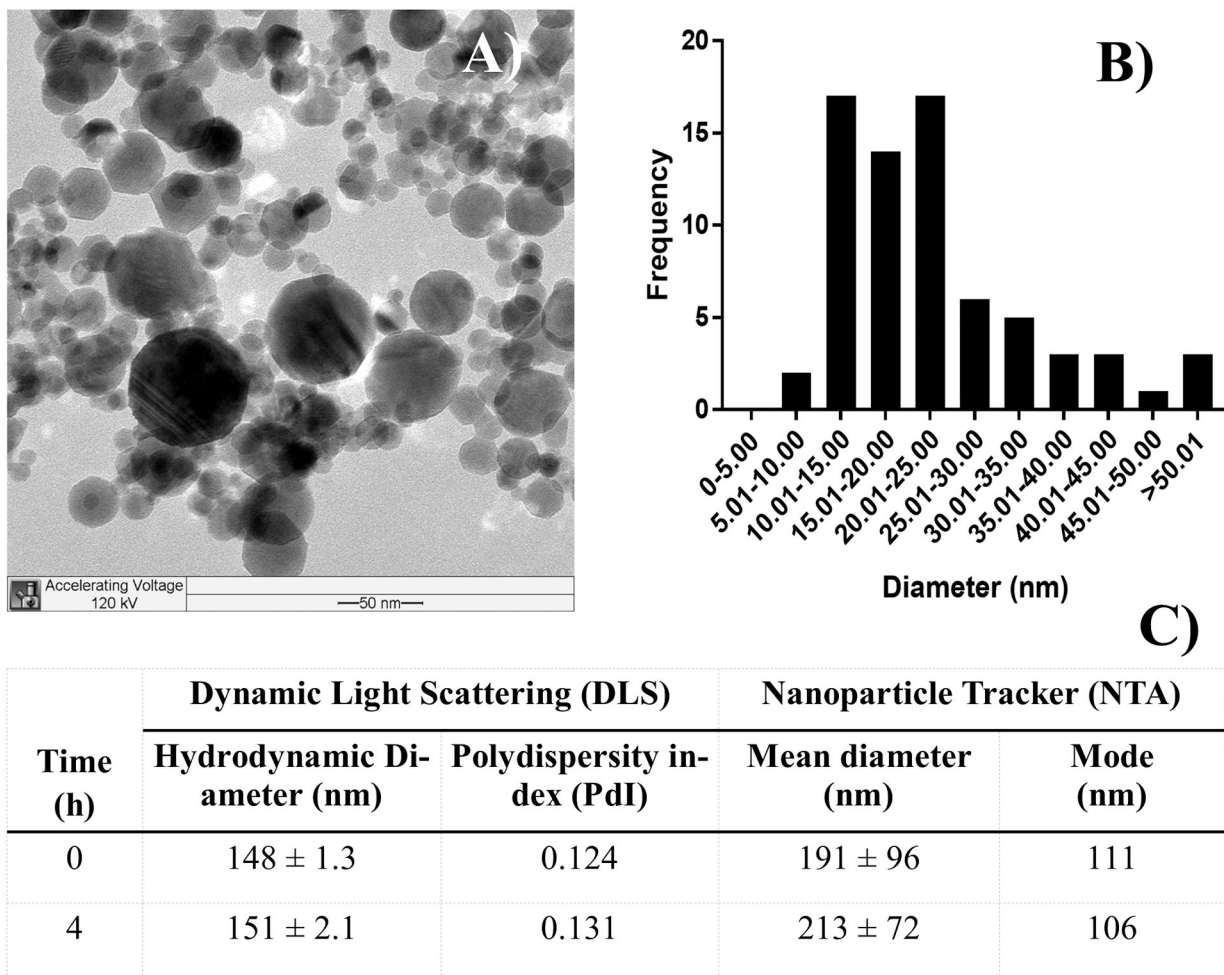 A)
Accelerating Voltage
120 kV
50 nm
B)
20
15
10
5
0
Frequency
0-5.00
5.01-10.00
10.01-15.00
15.01-20.00
20.01-25.00
25.01-30.00
30.01-35.00
35.01-40.00
40.01-45.00
45.01-50.00
>50.01
Diameter (nm)
C)
Dynamic Light Scattering (DLS) Nanoparticle Tracker (NTA)
Time
(h)
Hydrodynamic Di-
ameter (nm)
Polydispersity in-
dex (PdI)
Mean diameter
(nm)
Mode
(nm)
0 148 ± 1.3 0.124 191 ± 96 111
4 151 ± 2.1 0.131 213 ± 72 106